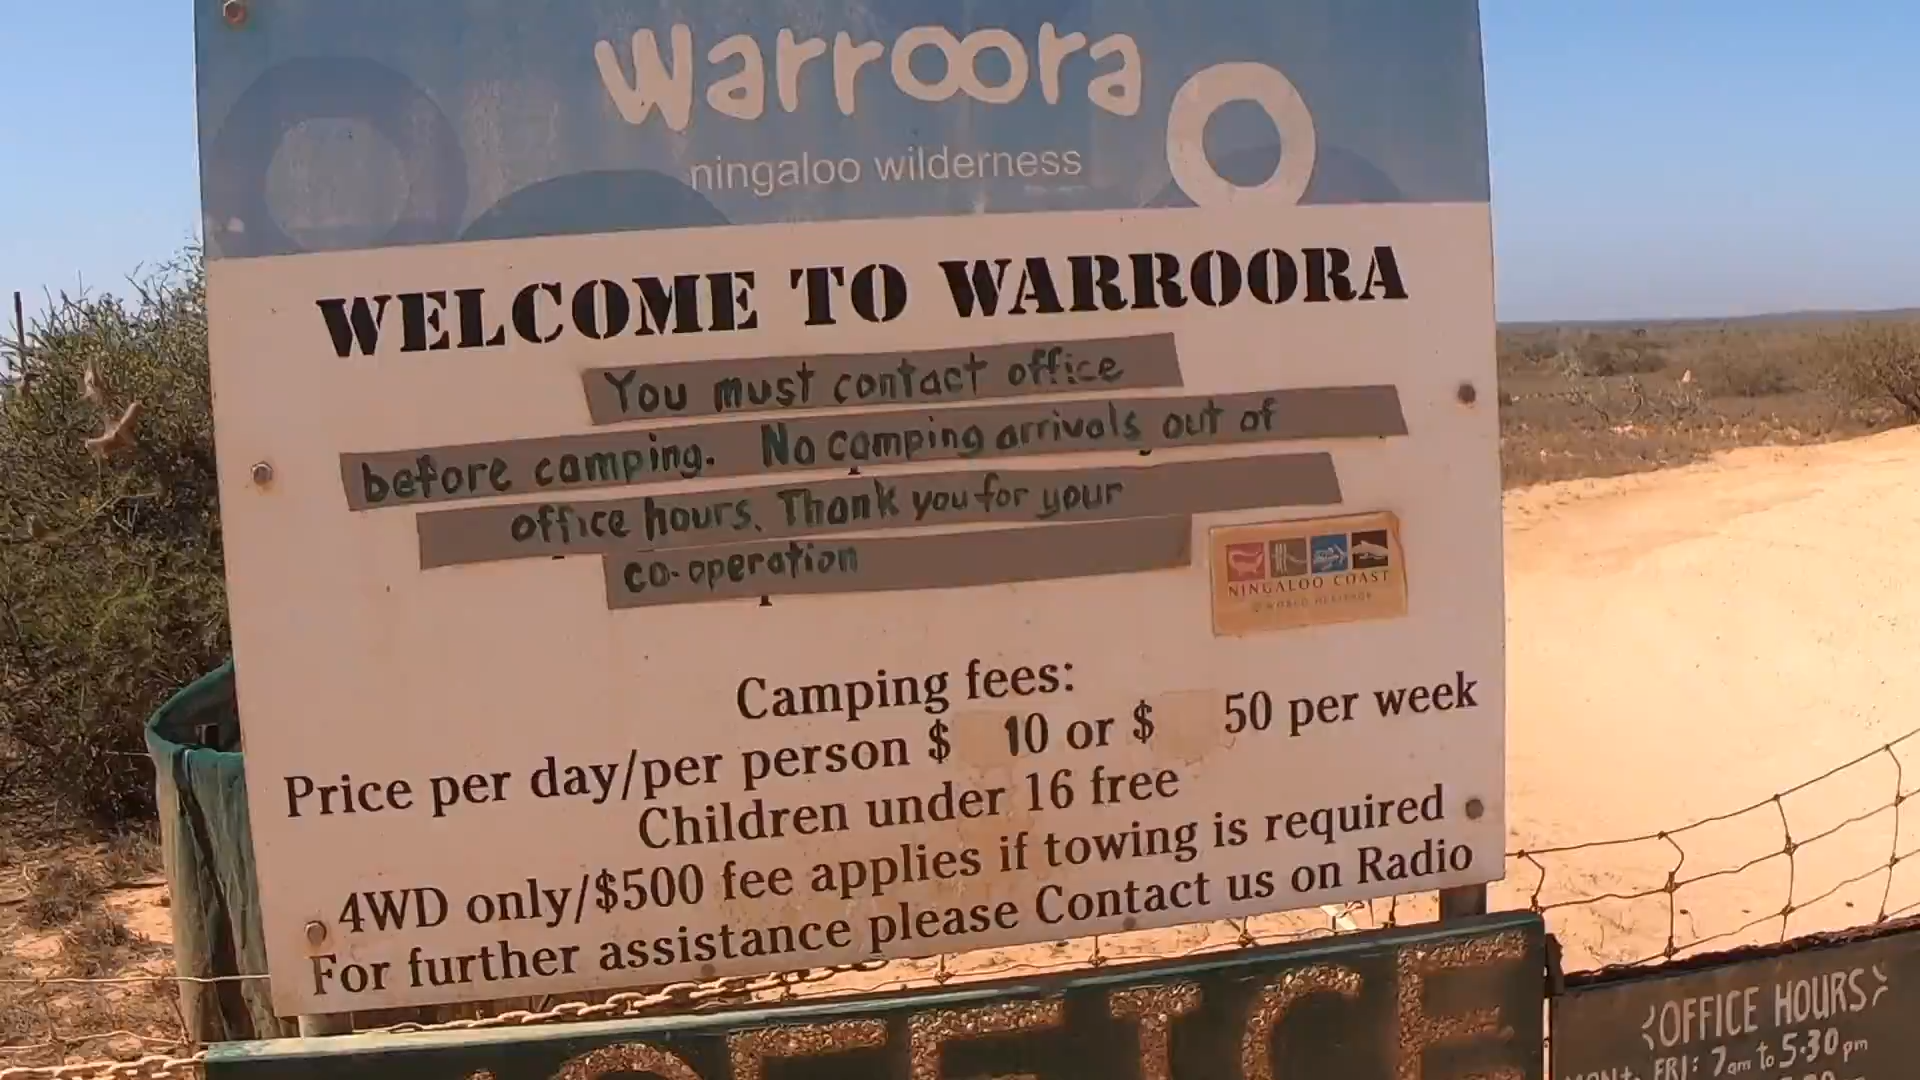 warroora
ningaloo wilderness
WELCOME TO WARROORA
You must contact office
before camping. No camping arrivals out of
office hours. Thank you for your
co-operation
NINGALOO COAST
WORLD HERITAGE
Camping fees:
Price per day/per person $ 10 or $ 50 per week
Children under 16 free
4WD only/$500 fee applies if towing is required
For further assistance please Contact us on Radio
OFFICE
OFFICE HOURS
FRI: 7am to 5.30pm